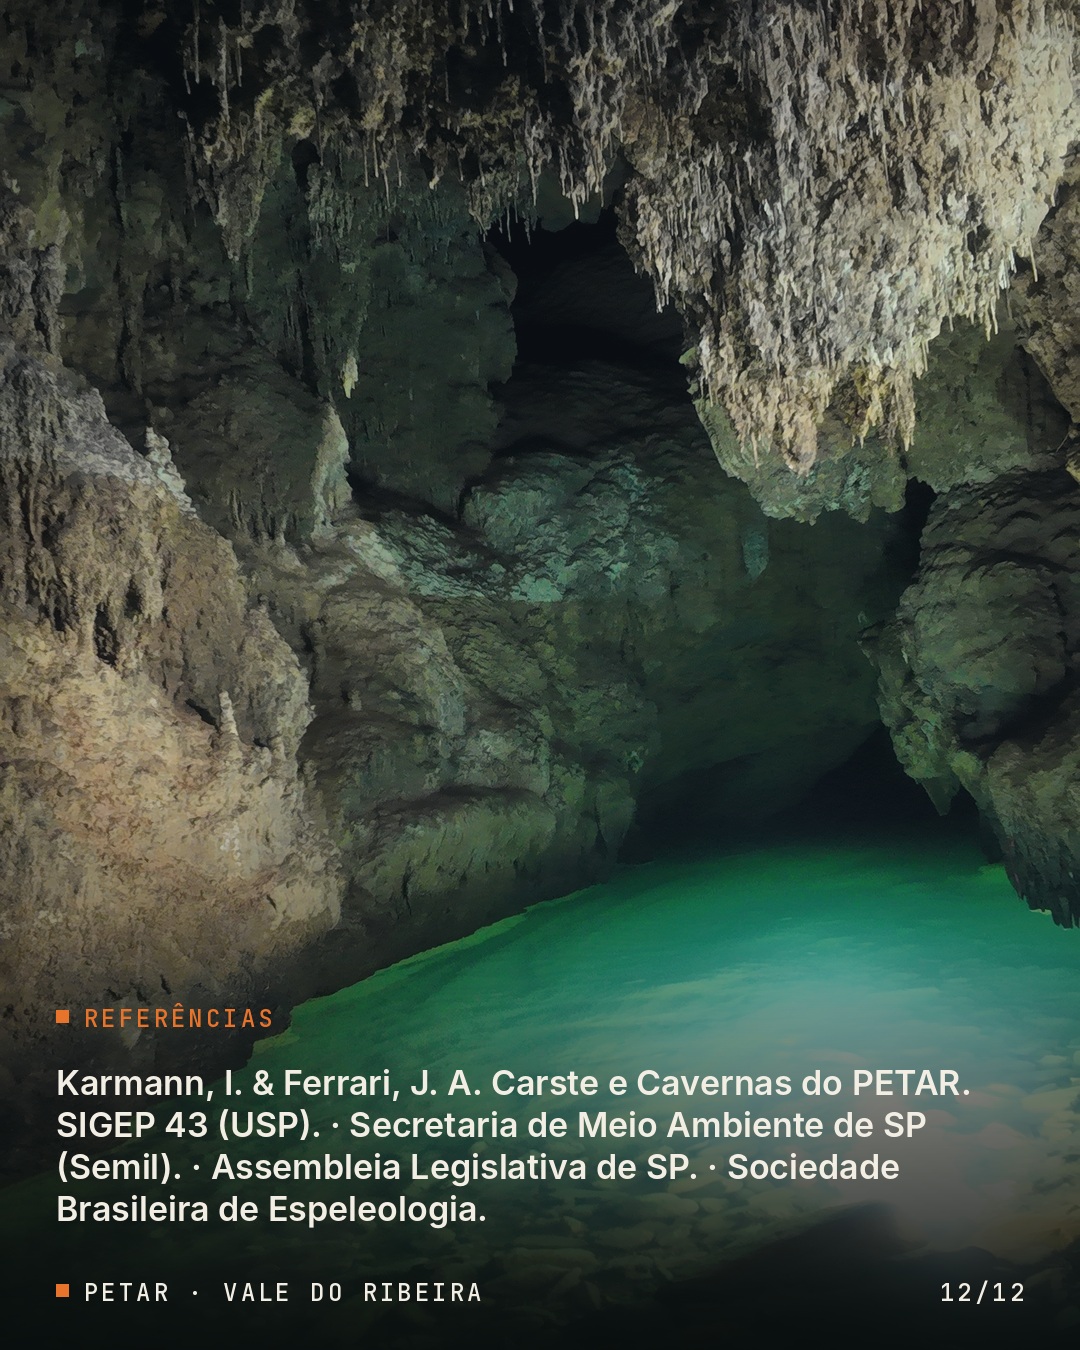 REFERÊNCIAS
Karmann, I. & Ferrari, J. A. Carste e Cavernas do PETAR.
SIGEP 43 (USP). · Secretaria de Meio Ambiente de SP
(Semil). · Assembleia Legislativa de SP. · Sociedade
Brasileira de Espeleologia.
PETAR · VALE DO RIBEIRA
12/12